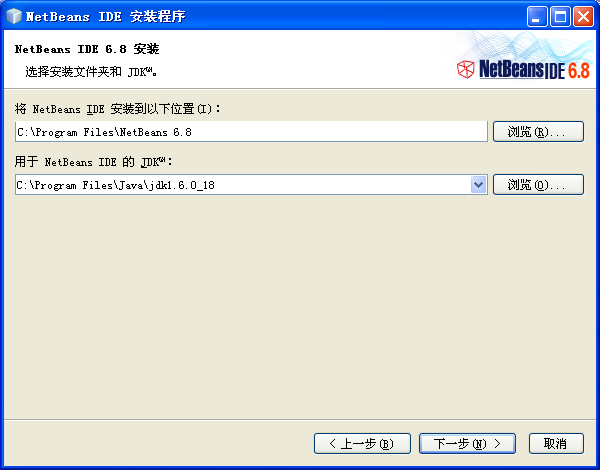 NetBeans IDE 安装程序
NetBeans IDE 6.8 安装
选择安装文件夹和 JDK™。
NetBeans IDE 6.8
将 NetBeans IDE 安装到以下位置(I):
C:\Program Files\NetBeans 6.8
浏览(R)...
用于 NetBeans IDE 的 JDK™:
C:\Program Files\Java\jdk1.6.0_18
浏览(O)...
< 上一步(B)
下一步(N) >
取消